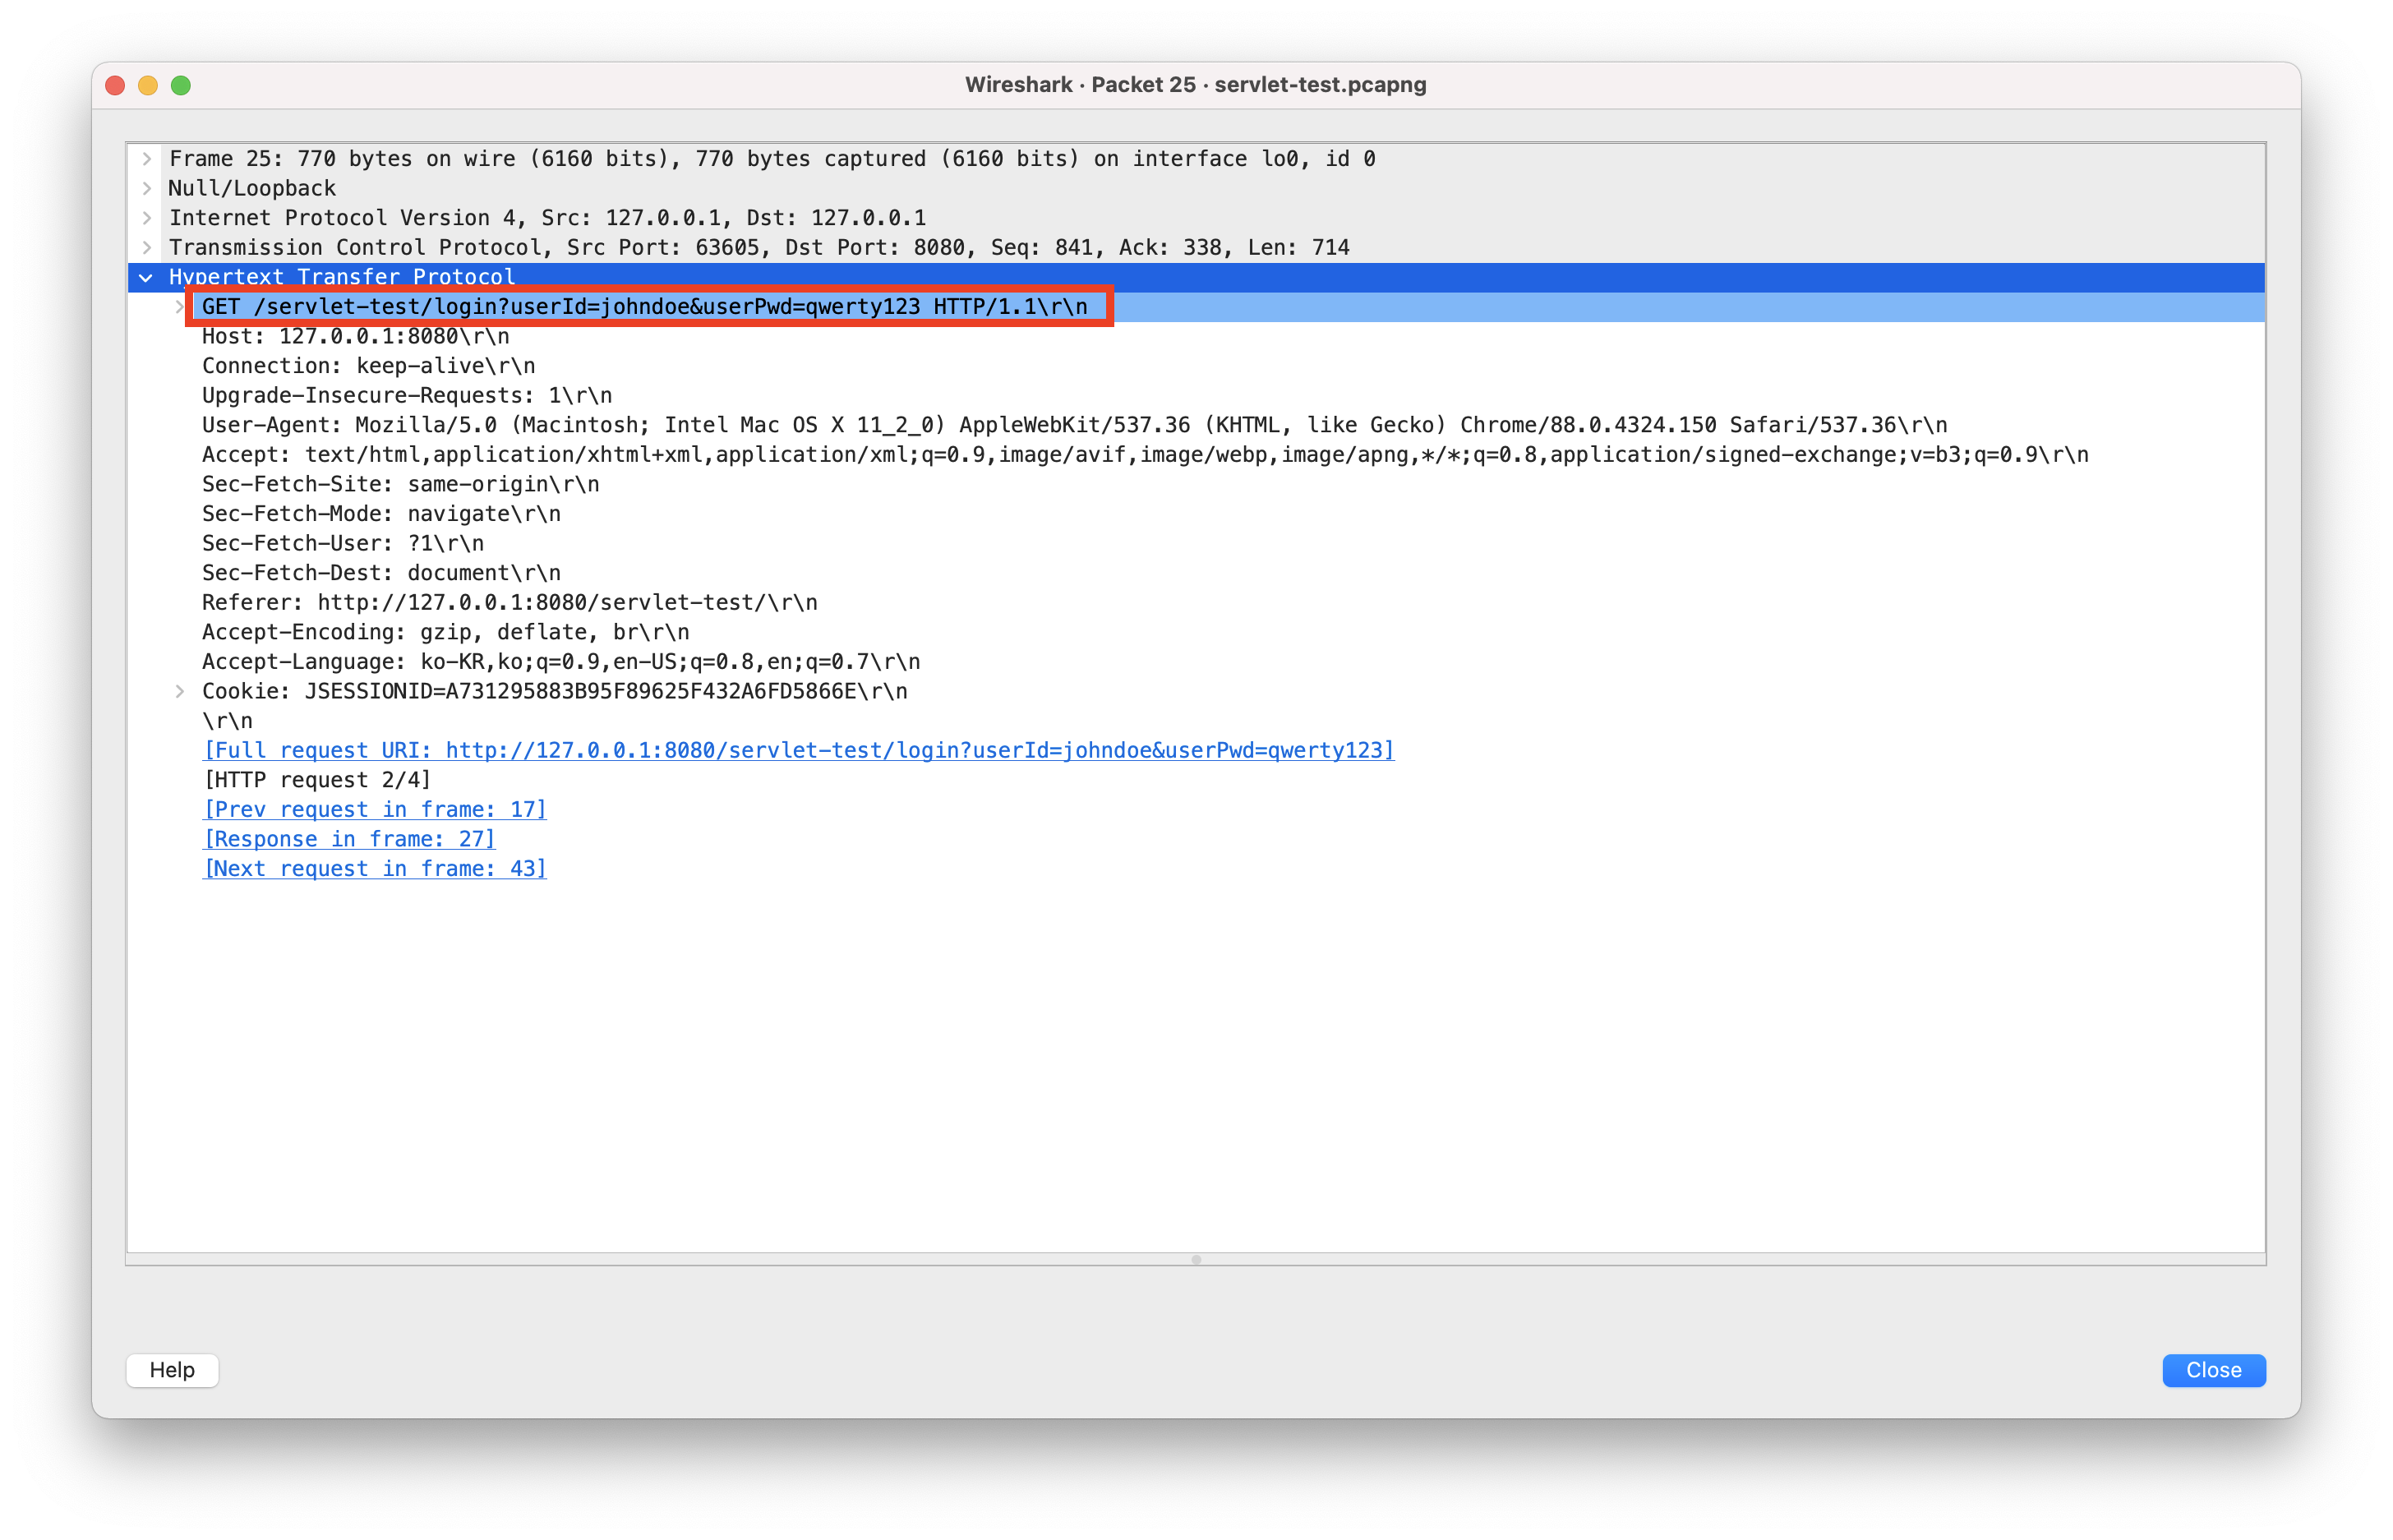 Wireshark · Packet 25 · servlet-test.pcapng
Frame 25: 770 bytes on wire (6160 bits), 770 bytes captured (6160 bits) on interface lo0, id 0
Null/Loopback
Internet Protocol Version 4, Src: 127.0.0.1, Dst: 127.0.0.1
Transmission Control Protocol, Src Port: 63605, Dst Port: 8080, Seq: 841, Ack: 338, Len: 714
Hypertext Transfer Protocol
GET /servlet-test/login?userId=johndoe&userPwd=qwerty123 HTTP/1.1\r\n
Host: 127.0.0.1:8080\r\n
Connection: keep-alive\r\n
Upgrade-Insecure-Requests: 1\r\n
User-Agent: Mozilla/5.0 (Macintosh; Intel Mac OS X 11_2_0) AppleWebKit/537.36 (KHTML, like Gecko) Chrome/88.0.4324.150 Safari/537.36\r\n
Accept: text/html,application/xhtml+xml,application/xml;q=0.9,image/avif,image/webp,image/apng,*/*;q=0.8,application/signed-exchange;v=b3;q=0.9\r\n
Sec-Fetch-Site: same-origin\r\n
Sec-Fetch-Mode: navigate\r\n
Sec-Fetch-User: ?1\r\n
Sec-Fetch-Dest: document\r\n
Referer: http://127.0.0.1:8080/servlet-test/\r\n
Accept-Encoding: gzip, deflate, br\r\n
Accept-Language: ko-KR,ko;q=0.9,en-US;q=0.8,en;q=0.7\r\n
Cookie: JSESSIONID=A731295883B95F89625F432A6FD5866E\r\n
\r\n
[Full request URI: http://127.0.0.1:8080/servlet-test/login?userId=johndoe&userPwd=qwerty123]
[HTTP request 2/4]
[Prev request in frame: 17]
[Response in frame: 27]
[Next request in frame: 43]
Help
Close